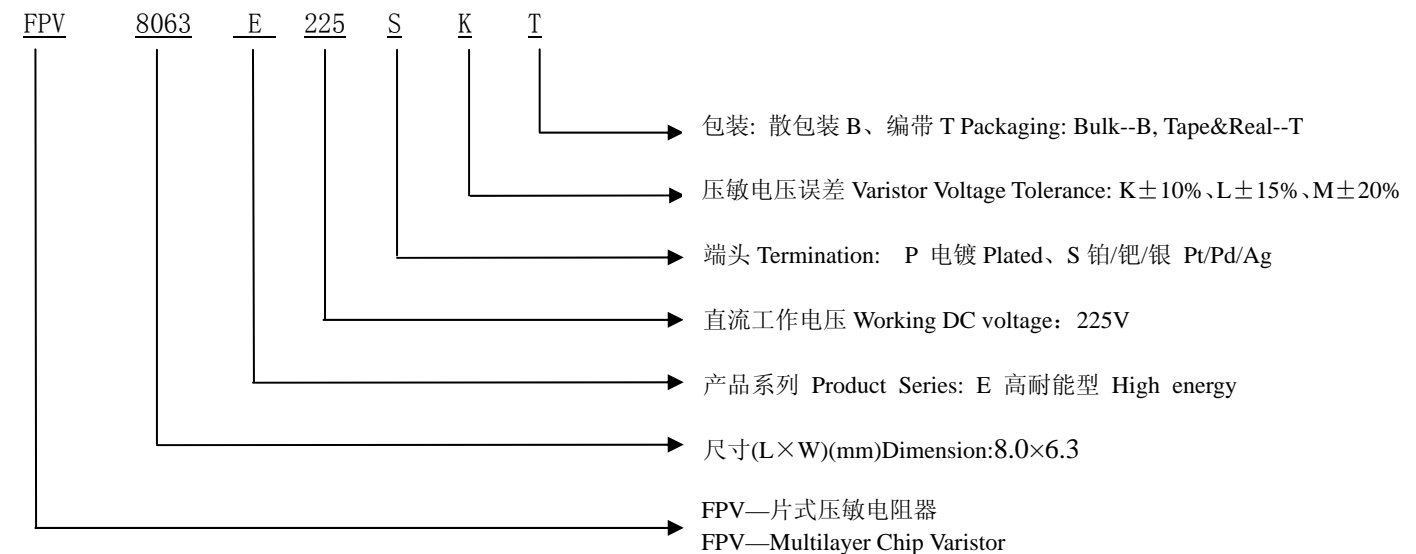 FPV 8063 E 225 S K T
包装: 散包装 B、编带 T Packaging: Bulk--B, Tape&Real--T
压敏电压误差 Varistor Voltage Tolerance: K±10%、L±15%、M±20%
端头 Termination: P 电镀 Plated、S 铂/钯/银 Pt/Pd/Ag
直流工作电压 Working DC voltage：225V
产品系列 Product Series: E 高耐能型 High energy
尺寸(L×W)(mm)Dimension:8.0×6.3
FPV—片式压敏电阻器
FPV—Multilayer Chip Varistor